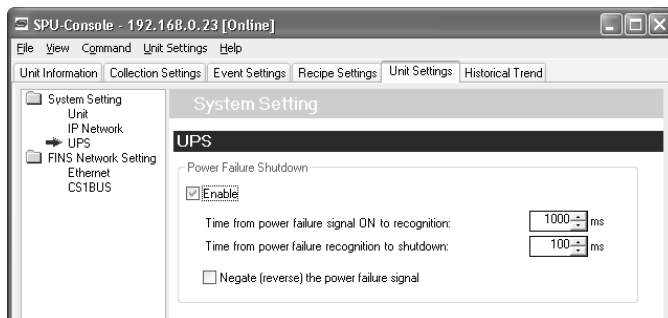 SPU-Console - 192.168.0.23 [Online]
File View Command Unit Settings Help
Unit Information Collection Settings Event Settings Recipe Settings Unit Settings Historical Trend
System Setting
Unit
IP Network
UPS
FINS Network Setting
Ethernet
CS1BUS
System Setting
UPS
Power Failure Shutdown
Enable
Time from power failure signal ON to recognition: 1000 ms
Time from power failure recognition to shutdown: 100 ms
Negate (reverse) the power failure signal